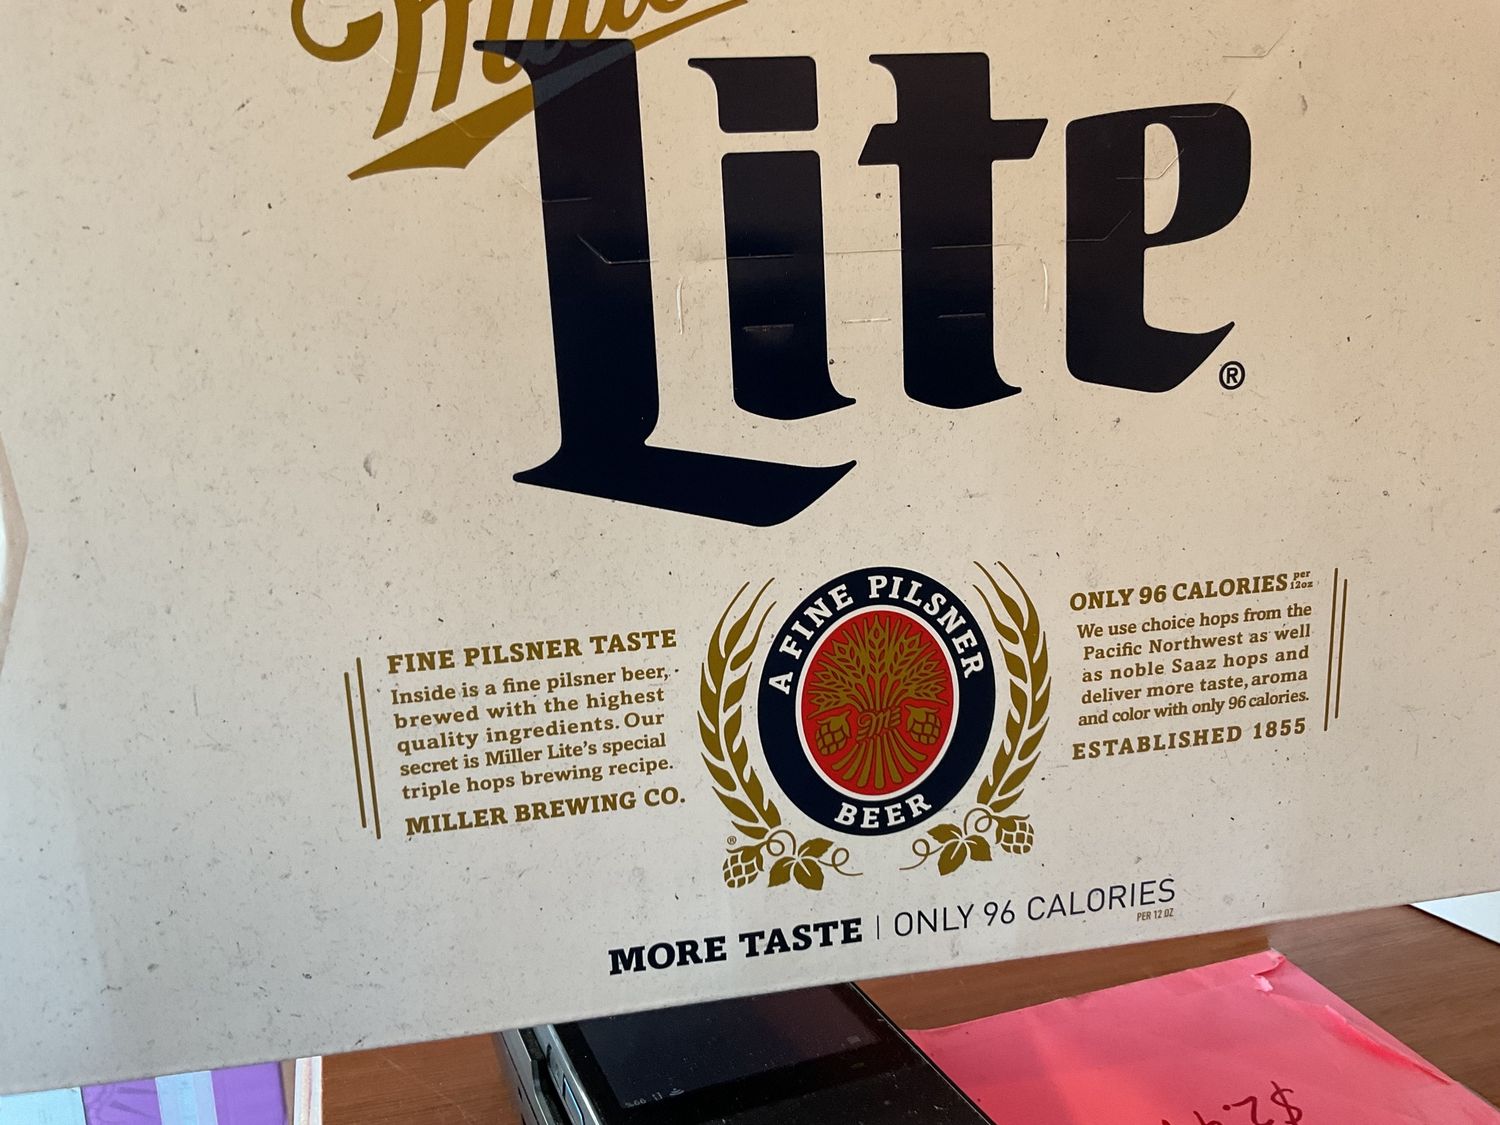 Miller
Lite®
FINE PILSNER TASTE
Inside is a fine pilsner beer,
brewed with the highest
quality ingredients. Our
secret is Miller Lite's special
triple hops brewing recipe.
MILLER BREWING CO.
A FINE PILSNER
BEER
®
ONLY 96 CALORIES per 12oz
We use choice hops from the
Pacific Northwest as well
as noble Saaz hops and
deliver more taste, aroma
and color with only 96 calories.
ESTABLISHED 1855
MORE TASTE | ONLY 96 CALORIES
PER 12 OZ